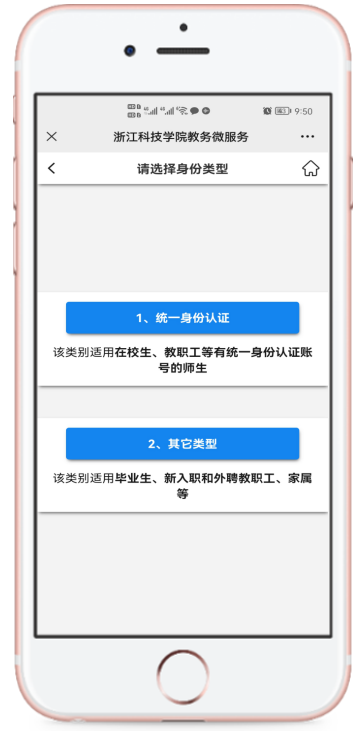 9:50
浙江科技学院教务微服务
请选择身份类型
1、统一身份认证
该类别适用在校生、教职工等有统一身份认证账
号的师生
2、其它类型
该类别适用毕业生、新入职和外聘教职工、家属
等